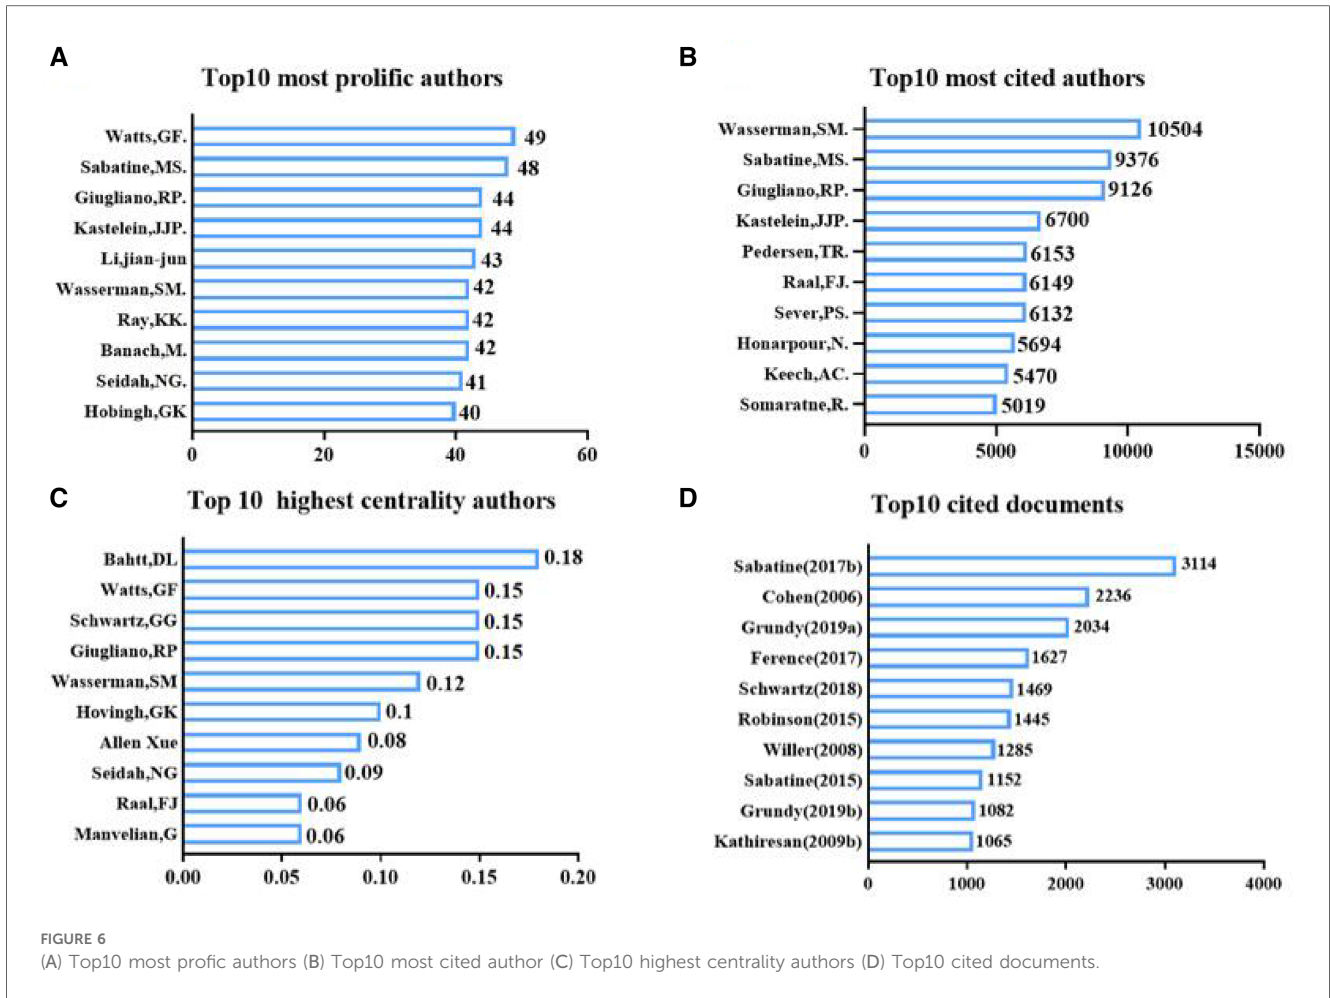 A
Top10 most prolific authors
Watts,GF. 49
Sabatine,MS. 48
Giugliano,RP. 44
Kastelein,JJP. 44
Li,jian-jun 43
Wasserman,SM. 42
Ray,KK. 42
Banach,M. 42
Seidah,NG. 41
Hobingh,GK 40
0 20 40 60
B
Top10 most cited authors
Wasserman,SM. 10504
Sabatine,MS. 9376
Giugliano,RP. 9126
Kastelein,JJP. 6700
Pedersen,TR. 6153
Raal,FJ. 6149
Sever,PS. 6132
Honarpour,N. 5694
Keech,AC. 5470
Somaratne,R. 5019
0 5000 10000 15000
C
Top 10 highest centrality authors
Bahtt,DL 0.18
Watts,GF 0.15
Schwartz,GG 0.15
Giugliano,RP 0.15
Wasserman,SM 0.12
Hovingh,GK 0.1
Allen Xue 0.08
Seidah,NG 0.09
Raal,FJ 0.06
Manvelian,G 0.06
0.00 0.05 0.10 0.15 0.20
D
Top10 cited documents
Sabatine(2017b) 3114
Cohen(2006) 2236
Grundy(2019a) 2034
Ference(2017) 1627
Schwartz(2018) 1469
Robinson(2015) 1445
Willer(2008) 1285
Sabatine(2015) 1152
Grundy(2019b) 1082
Kathiresan(2009b) 1065
0 1000 2000 3000 4000
FIGURE 6
(A) Top10 most profic authors (B) Top10 most cited author (C) Top10 highest centrality authors (D) Top10 cited documents.